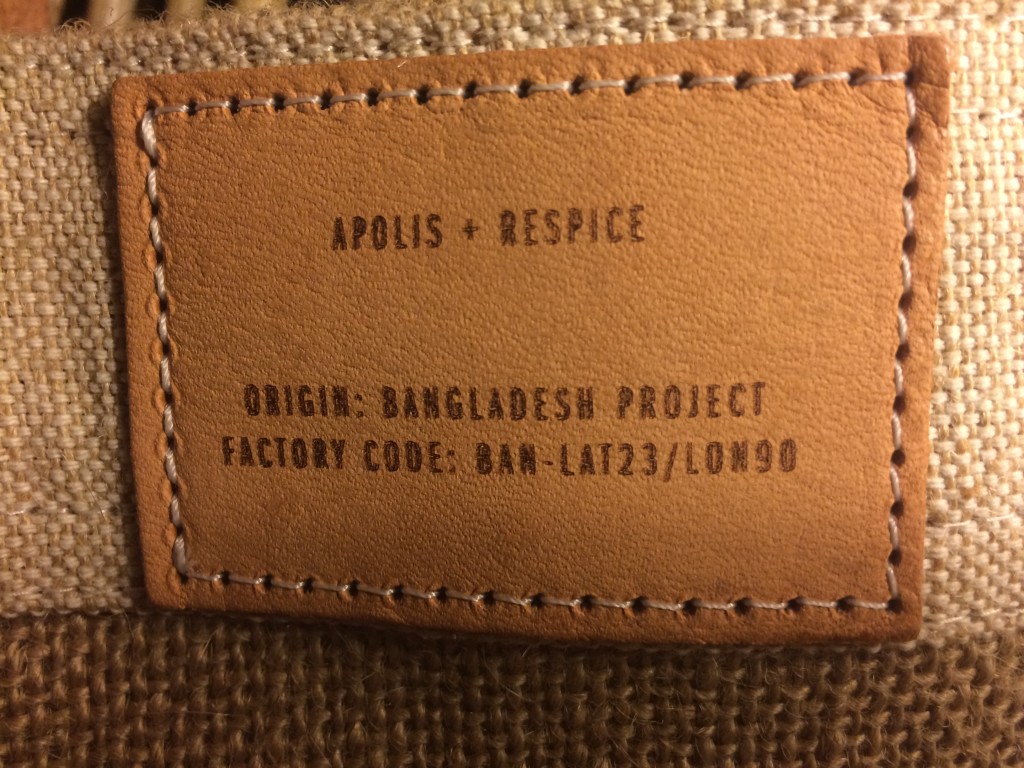 APOLIS + RESPICE
ORIGIN: BANGLADESH PROJECT
FACTORY CODE: BAN-LAT23/LON90